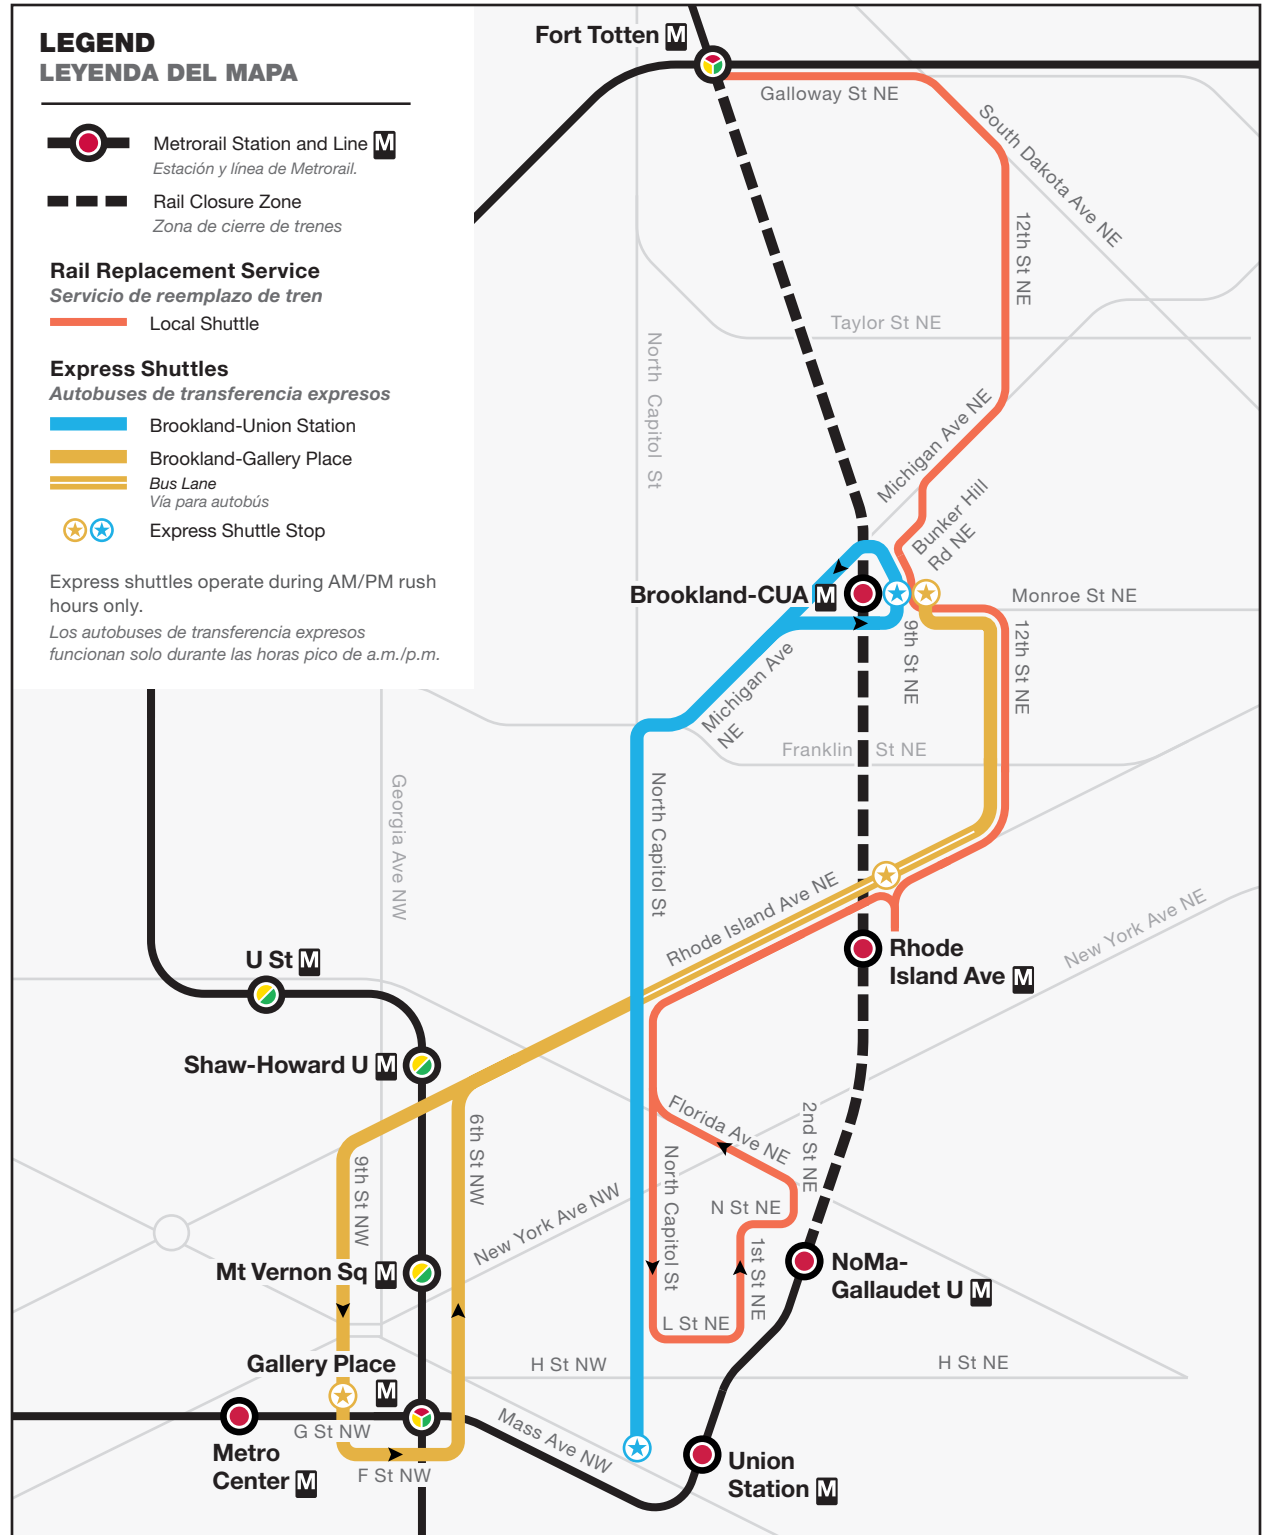 LEGEND
LEYENDA DEL MAPA
Metrorail Station and Line M
Estación y línea de Metrorail.
Rail Closure Zone
Zona de cierre de trenes
Rail Replacement Service
Servicio de reemplazo de tren
Local Shuttle
Express Shuttles
Autobuses de transferencia expresos
Brookland-Union Station
Brookland-Gallery Place
Bus Lane
Vía para autobús
Express Shuttle Stop
Express shuttles operate during AM/PM rush
hours only.
Los autobuses de transferencia expresos
funcionan solo durante las horas pico de a.m./p.m.
Fort Totten M
Galloway St NE
South Dakota Ave NE
12th St NE
Taylor St NE
North Capitol St
Michigan Ave NE
Bunker Hill
Rd NE
Brookland-CUA M
Monroe St NE
9th St NE
12th St NE
Michigan Ave
NE
Franklin St NE
North Capitol St
Georgia Ave NW
Rhode Island Ave NE
New York Ave NE
U St M
Rhode
Island Ave M
Shaw-Howard U M
Florida Ave NE
2nd St NE
6th St NW
9th St NW
North Capitol St
N St NE
New York Ave NW
1st St NE
Mt Vernon Sq M
NoMa-
Gallaudet U M
L St NE
Gallery Place
M
H St NW
H St NE
G St NW
Mass Ave NW
Metro
Center M
F St NW
Union
Station M